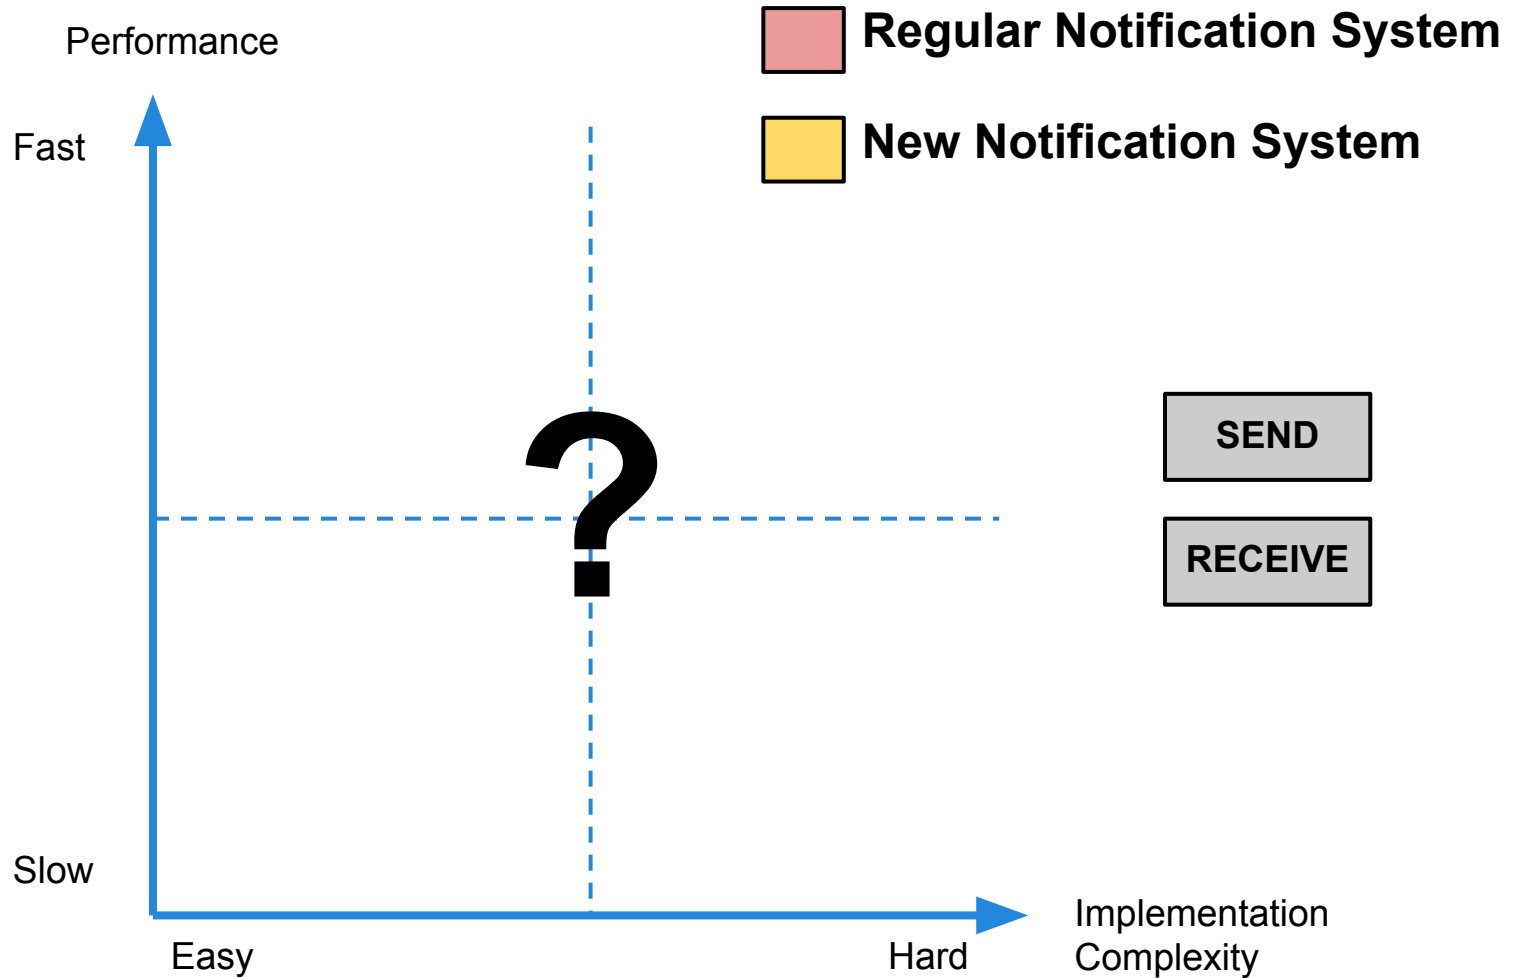 Performance
Regular Notification System
New Notification System
Fast
?
SEND
RECEIVE
Slow
Easy
Hard
Implementation
Complexity